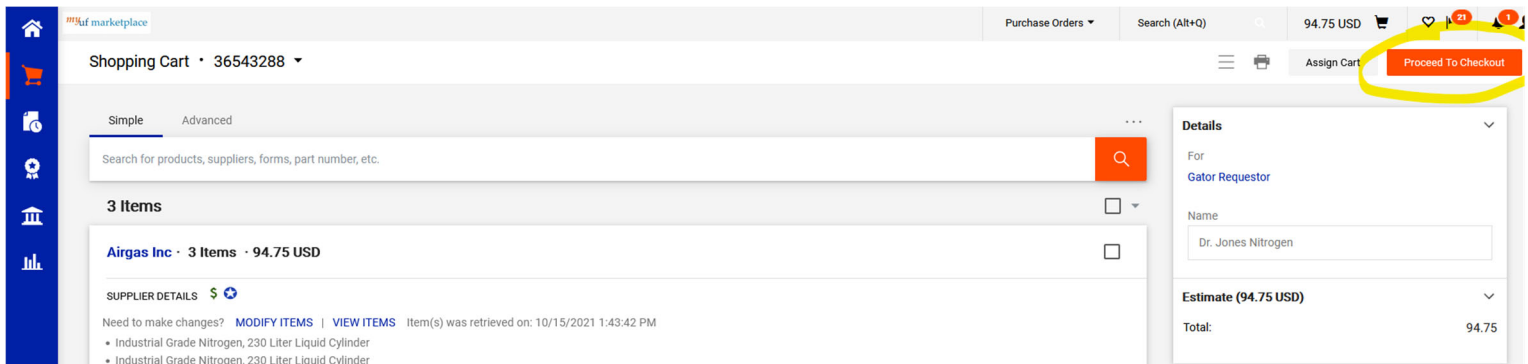 myuf marketplace
Purchase Orders
Search (Alt+Q)
94.75 USD
21
1
Shopping Cart • 36543288
Assign Cart
Proceed To Checkout
Simple
Advanced
...
Search for products, suppliers, forms, part number, etc.
3 Items
Airgas Inc · 3 Items · 94.75 USD
SUPPLIER DETAILS $
Need to make changes? MODIFY ITEMS | VIEW ITEMS Item(s) was retrieved on: 10/15/2021 1:43:42 PM
• Industrial Grade Nitrogen, 230 Liter Liquid Cylinder
• Industrial Grade Nitrogen, 230 Liter Liquid Cylinder
Details
For
Gator Requestor
Name
Dr. Jones Nitrogen
Estimate (94.75 USD)
Total: 94.75